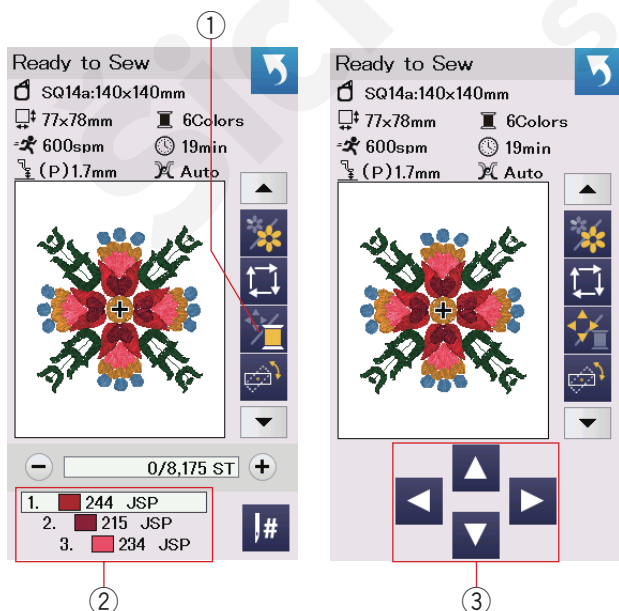 ①
Ready to Sew
SQ14a:140x140mm
77x78mm 6Colors
600spm 19min
(P)1.7mm Auto
0/8,175 ST
1. 244 JSP
2. 215 JSP
3. 234 JSP
#
②
Ready to Sew
SQ14a:140x140mm
77x78mm 6Colors
600spm 19min
(P)1.7mm Auto
③